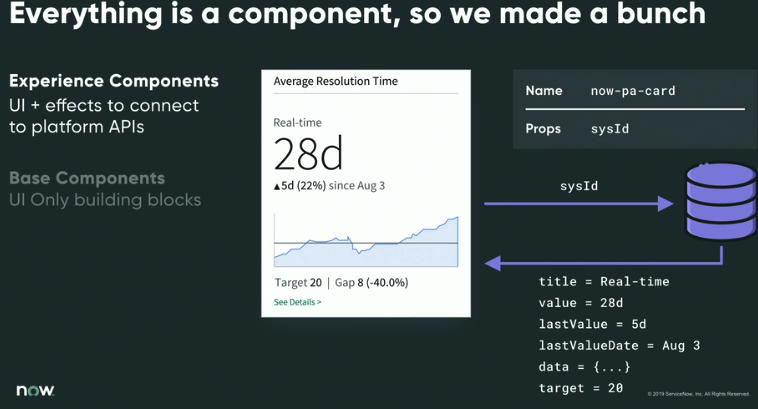 Everything is a component, so we made a bunch
Experience Components
UI + effects to connect
to platform APIs
Base Components
UI Only building blocks
Average Resolution Time
Real-time
28d
▲5d (22%) since Aug 3
Target 20 | Gap 8 (-40.0%)
See Details >
Name now-pa-card
Props sysId
sysId
title = Real-time
value = 28d
lastValue = 5d
lastValueDate = Aug 3
data = {...}
target = 20
now
© 2019 ServiceNow, Inc. All Rights Reserved.